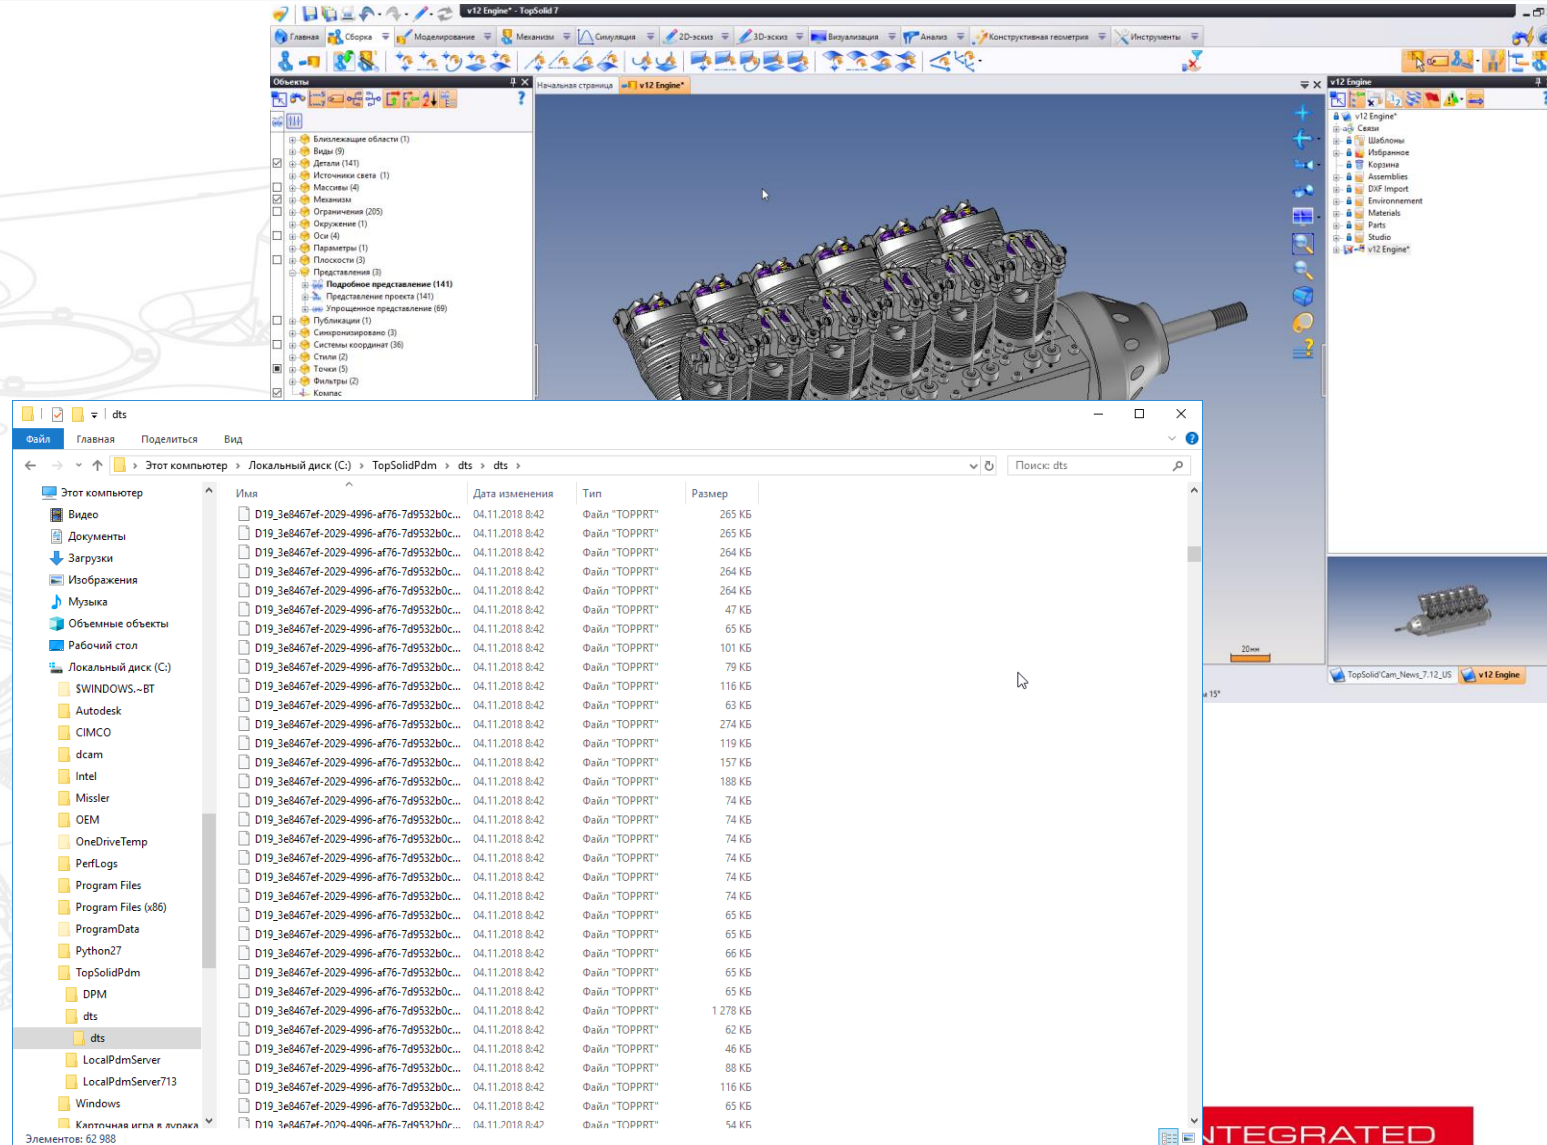 v12 Engine* - TopSolid 7
Главная
Сборка
Моделирование
Механизм
Симуляция
2D-эскиз
3D-эскиз
Визуализация
Анализ
Конструктивная геометрия
Инструменты
Объекты
Начальная страница
v12 Engine*
v12 Engine
Близлежащие области (1)
Виды (9)
Детали (141)
Источники света (1)
Массивы (4)
Механизм
Ограничения (205)
Окружение (1)
Оси (4)
Параметры (1)
Плоскости (3)
Представления (3)
Подробное представление (141)
Представление проекта (141)
Упрощенное представление (69)
Публикации (1)
Синхронизировано (3)
Системы координат (36)
Стили (2)
Точки (5)
Фильтры (2)
Компас
v12 Engine*
Связи
Шаблоны
Избранное
Корзина
Assemblies
DXF Import
Environnement
Materials
Parts
Studio
v12 Engine*
20мм
TopSolid'Cam_News_7.12_US
v12 Engine
15°
dts
Файл
Главная
Поделиться
Вид
Этот компьютер › Локальный диск (C:) › TopSolidPdm › dts › dts ›
Поиск: dts
Этот компьютер
Видео
Документы
Загрузки
Изображения
Музыка
Объемные объекты
Рабочий стол
Локальный диск (C:)
$WINDOWS.~BT
Autodesk
CIMCO
dcam
Intel
Missler
OEM
OneDriveTemp
PerfLogs
Program Files
Program Files (x86)
ProgramData
Python27
TopSolidPdm
DPM
dts
dts
LocalPdmServer
LocalPdmServer713
Windows
Карточная игра в дурака
Имя Дата изменения Тип Размер
D19_3e8467ef-2029-4996-af76-7d9532b0c... 04.11.2018 8:42 Файл "TOPPRT" 265 КБ
D19_3e8467ef-2029-4996-af76-7d9532b0c... 04.11.2018 8:42 Файл "TOPPRT" 265 КБ
D19_3e8467ef-2029-4996-af76-7d9532b0c... 04.11.2018 8:42 Файл "TOPPRT" 264 КБ
D19_3e8467ef-2029-4996-af76-7d9532b0c... 04.11.2018 8:42 Файл "TOPPRT" 264 КБ
D19_3e8467ef-2029-4996-af76-7d9532b0c... 04.11.2018 8:42 Файл "TOPPRT" 264 КБ
D19_3e8467ef-2029-4996-af76-7d9532b0c... 04.11.2018 8:42 Файл "TOPPRT" 47 КБ
D19_3e8467ef-2029-4996-af76-7d9532b0c... 04.11.2018 8:42 Файл "TOPPRT" 65 КБ
D19_3e8467ef-2029-4996-af76-7d9532b0c... 04.11.2018 8:42 Файл "TOPPRT" 101 КБ
D19_3e8467ef-2029-4996-af76-7d9532b0c... 04.11.2018 8:42 Файл "TOPPRT" 79 КБ
D19_3e8467ef-2029-4996-af76-7d9532b0c... 04.11.2018 8:42 Файл "TOPPRT" 116 КБ
D19_3e8467ef-2029-4996-af76-7d9532b0c... 04.11.2018 8:42 Файл "TOPPRT" 63 КБ
D19_3e8467ef-2029-4996-af76-7d9532b0c... 04.11.2018 8:42 Файл "TOPPRT" 274 КБ
D19_3e8467ef-2029-4996-af76-7d9532b0c... 04.11.2018 8:42 Файл "TOPPRT" 119 КБ
D19_3e8467ef-2029-4996-af76-7d9532b0c... 04.11.2018 8:42 Файл "TOPPRT" 157 КБ
D19_3e8467ef-2029-4996-af76-7d9532b0c... 04.11.2018 8:42 Файл "TOPPRT" 188 КБ
D19_3e8467ef-2029-4996-af76-7d9532b0c... 04.11.2018 8:42 Файл "TOPPRT" 74 КБ
D19_3e8467ef-2029-4996-af76-7d9532b0c... 04.11.2018 8:42 Файл "TOPPRT" 74 КБ
D19_3e8467ef-2029-4996-af76-7d9532b0c... 04.11.2018 8:42 Файл "TOPPRT" 74 КБ
D19_3e8467ef-2029-4996-af76-7d9532b0c... 04.11.2018 8:42 Файл "TOPPRT" 74 КБ
D19_3e8467ef-2029-4996-af76-7d9532b0c... 04.11.2018 8:42 Файл "TOPPRT" 74 КБ
D19_3e8467ef-2029-4996-af76-7d9532b0c... 04.11.2018 8:42 Файл "TOPPRT" 74 КБ
D19_3e8467ef-2029-4996-af76-7d9532b0c... 04.11.2018 8:42 Файл "TOPPRT" 65 КБ
D19_3e8467ef-2029-4996-af76-7d9532b0c... 04.11.2018 8:42 Файл "TOPPRT" 65 КБ
D19_3e8467ef-2029-4996-af76-7d9532b0c... 04.11.2018 8:42 Файл "TOPPRT" 66 КБ
D19_3e8467ef-2029-4996-af76-7d9532b0c... 04.11.2018 8:42 Файл "TOPPRT" 65 КБ
D19_3e8467ef-2029-4996-af76-7d9532b0c... 04.11.2018 8:42 Файл "TOPPRT" 65 КБ
D19_3e8467ef-2029-4996-af76-7d9532b0c... 04.11.2018 8:42 Файл "TOPPRT" 1 278 КБ
D19_3e8467ef-2029-4996-af76-7d9532b0c... 04.11.2018 8:42 Файл "TOPPRT" 62 КБ
D19_3e8467ef-2029-4996-af76-7d9532b0c... 04.11.2018 8:42 Файл "TOPPRT" 46 КБ
D19_3e8467ef-2029-4996-af76-7d9532b0c... 04.11.2018 8:42 Файл "TOPPRT" 88 КБ
D19_3e8467ef-2029-4996-af76-7d9532b0c... 04.11.2018 8:42 Файл "TOPPRT" 116 КБ
D19_3e8467ef-2029-4996-af76-7d9532b0c... 04.11.2018 8:42 Файл "TOPPRT" 65 КБ
D19_3e8467ef-2029-4996-af76-7d9532b0c... 04.11.2018 8:42 Файл "TOPPRT" 54 КБ
Элементов: 62 988
NTEGRATED